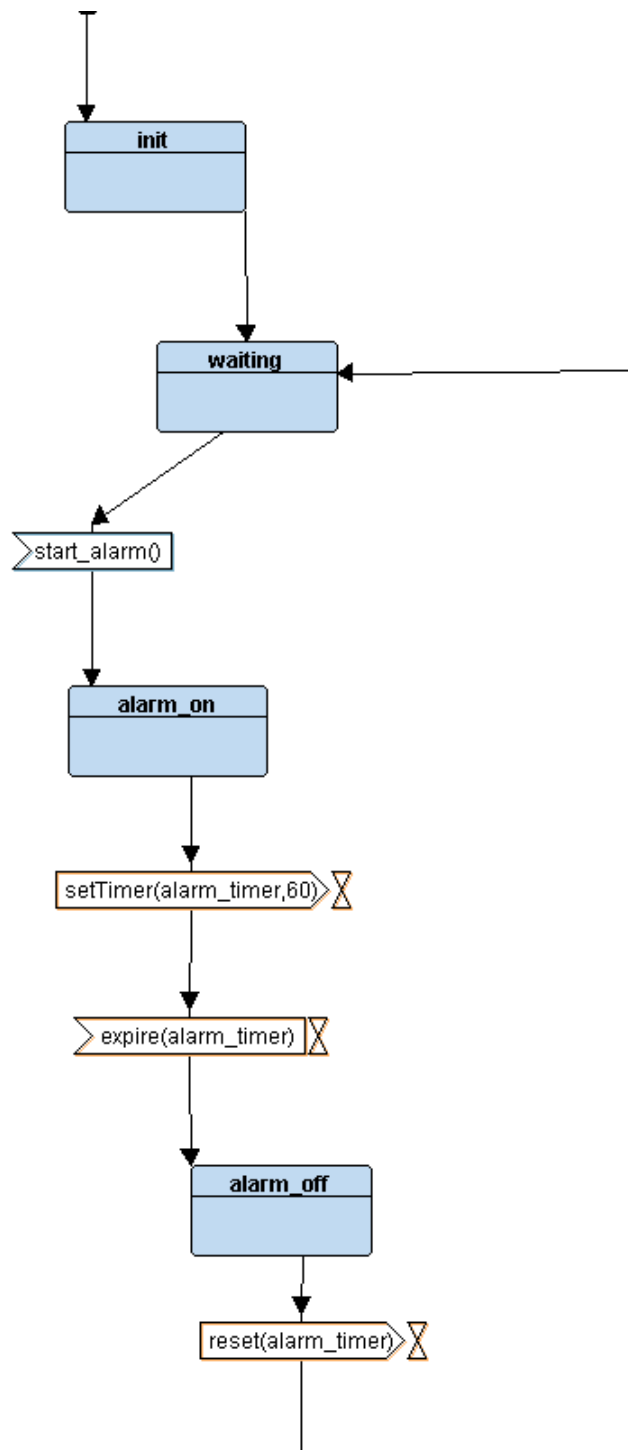 init
waiting
start_alarm()
alarm_on
setTimer(alarm_timer,60)
expire(alarm_timer)
alarm_off
reset(alarm_timer)